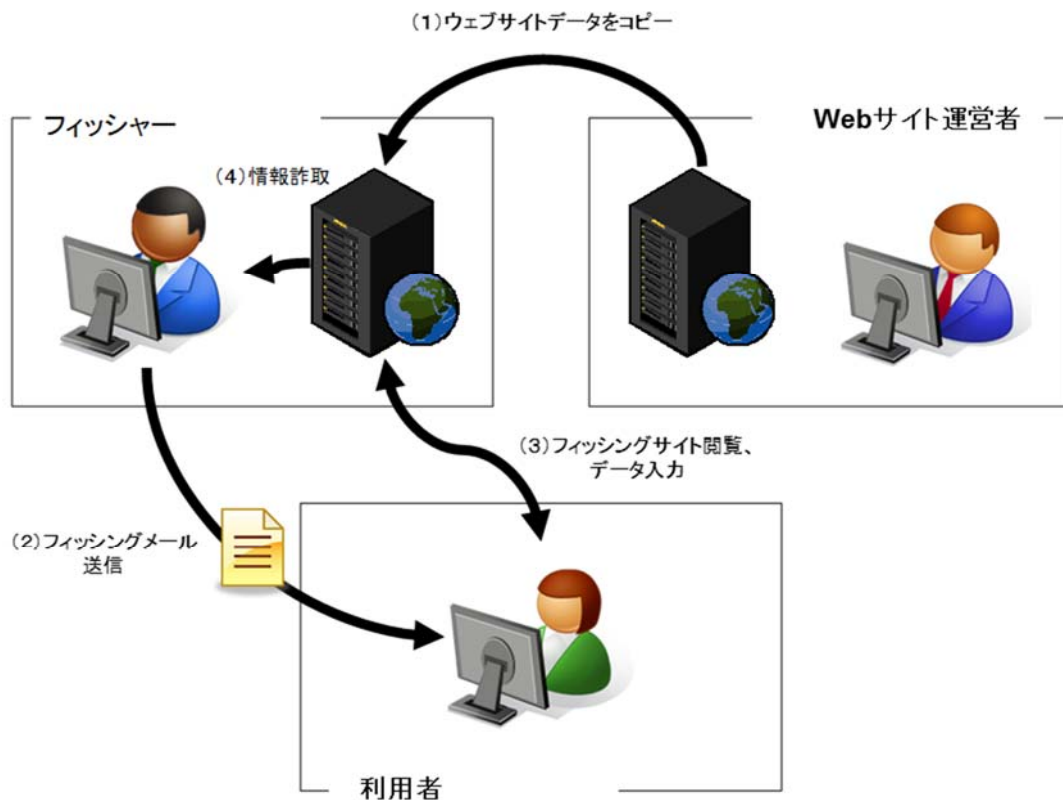 (1)ウェブサイトデータをコピー
フィッシャー
Webサイト運営者
(4)情報詐取
(3)フィッシングサイト閲覧、
データ入力
(2)フィッシングメール
送信
利用者